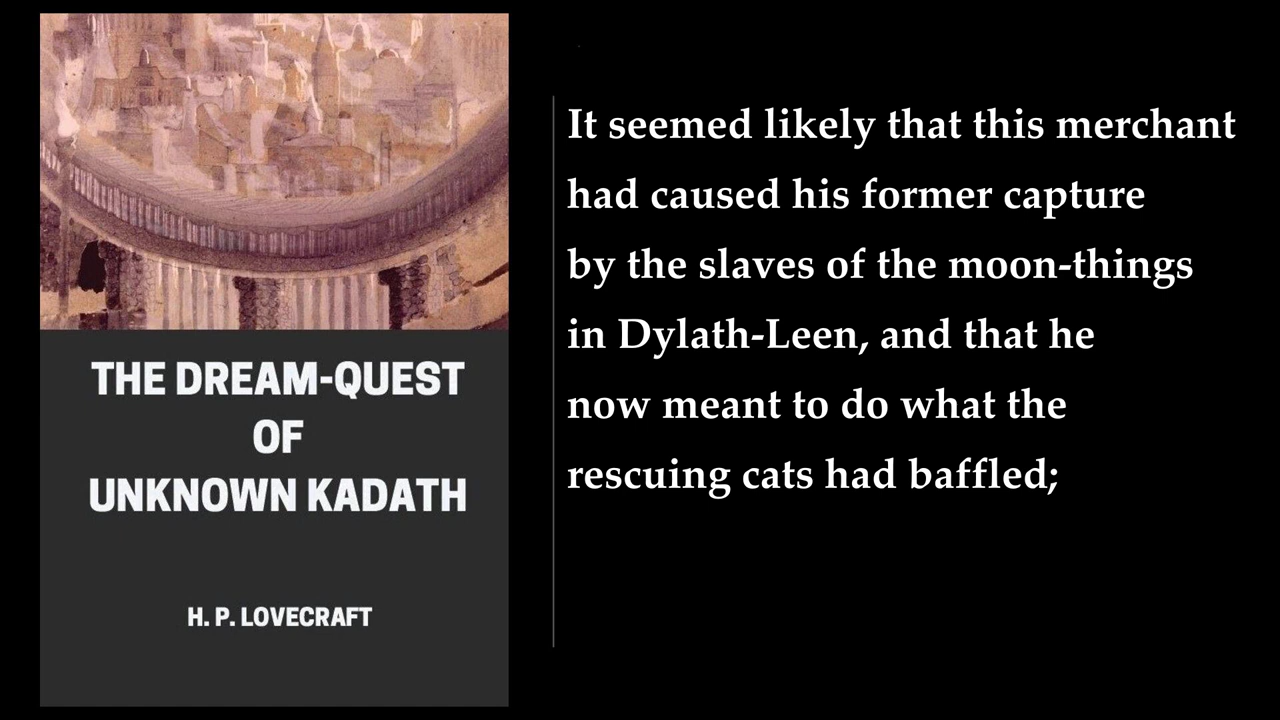 THE DREAM-QUEST
OF
UNKNOWN KADATH
H. P. LOVECRAFT
It seemed likely that this merchant
had caused his former capture
by the slaves of the moon-things
in Dylath-Leen, and that he
now meant to do what the
rescuing cats had baffled;